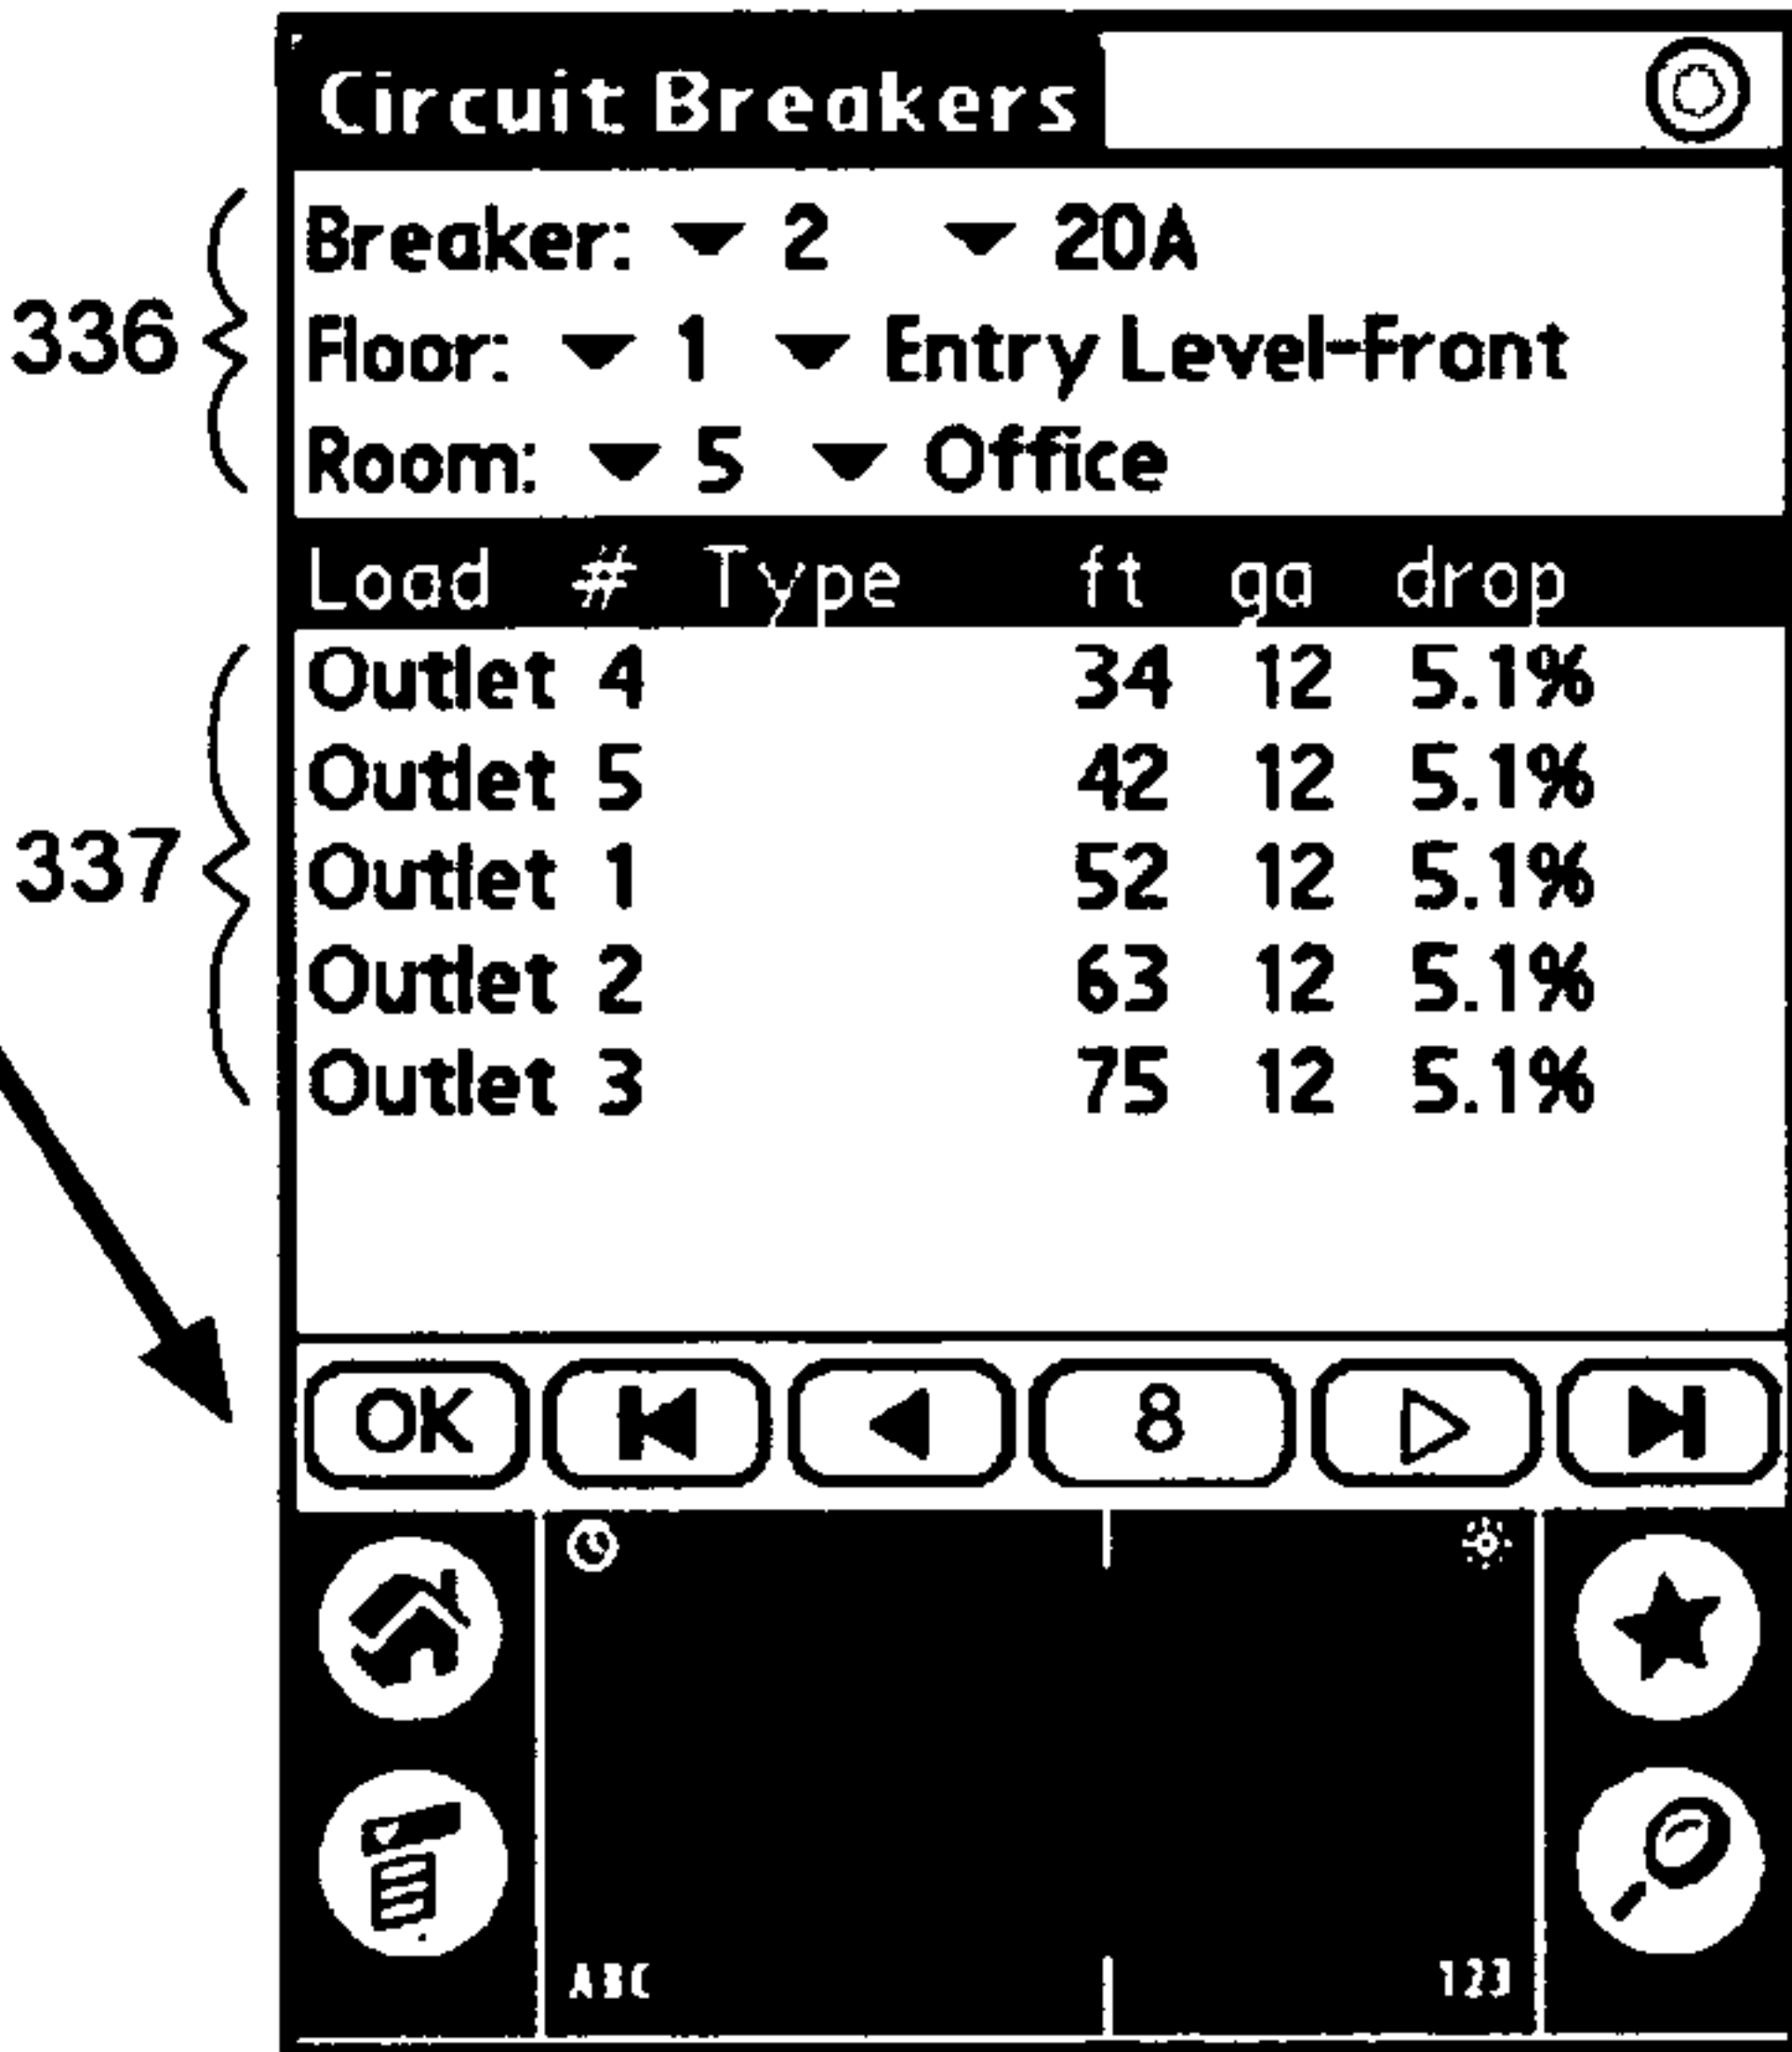 Circuit Breakers
Breaker: 2 20A
336
Floor: 1 Entry Level-Front
Room: 5 Office
Load # Type ft ga drop
Outlet 4 34 12 5.1%
Outlet 5 42 12 5.1%
337
Outlet 1 52 12 5.1%
Outlet 2 63 12 5.1%
Outlet 3 75 12 5.1%
OK 8
ABC 123